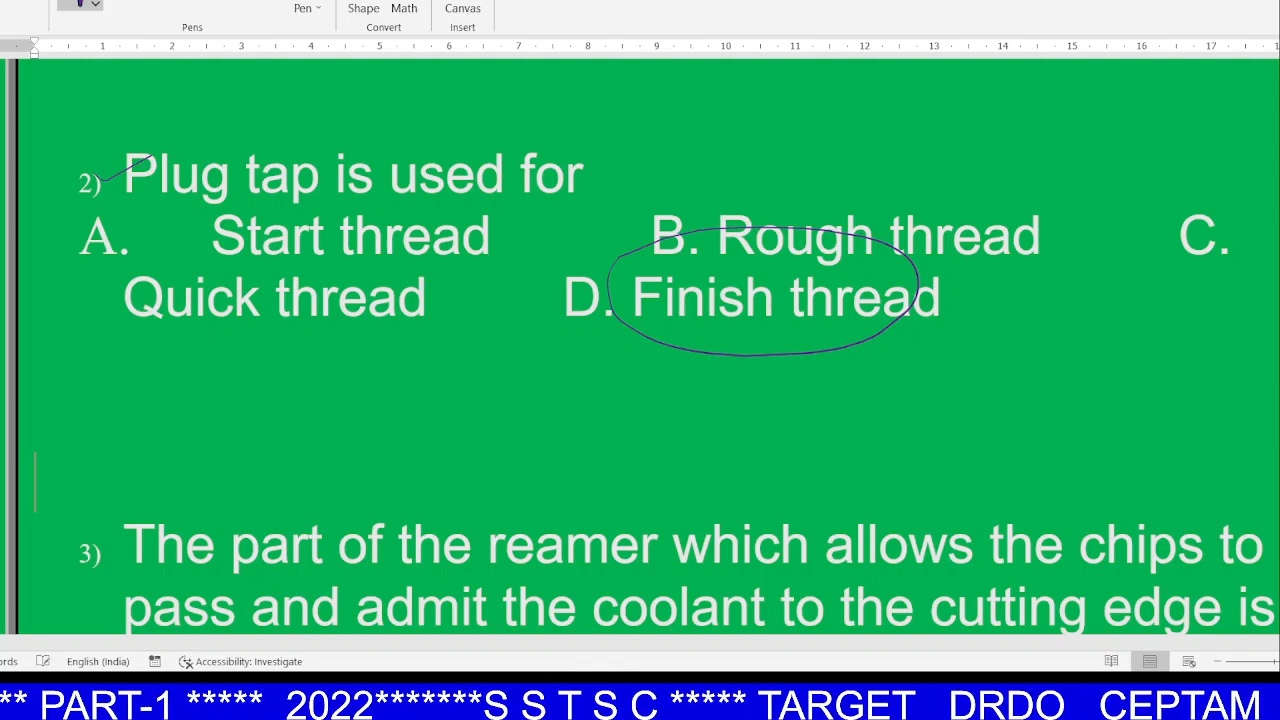 Pen Shape Math Canvas
Pens Convert Insert
1 2 3 4 5 6 7 8 9 10 11 12 13 14 15 16 17
2) Plug tap is used for
A. Start thread B. Rough thread C.
Quick thread D. Finish thread
3) The part of the reamer which allows the chips to
pass and admit the coolant to the cutting edge is
English (India) Accessibility: Investigate
** PART-1 ***** 2022*******S S T S C ***** TARGET DRDO CEPTAM